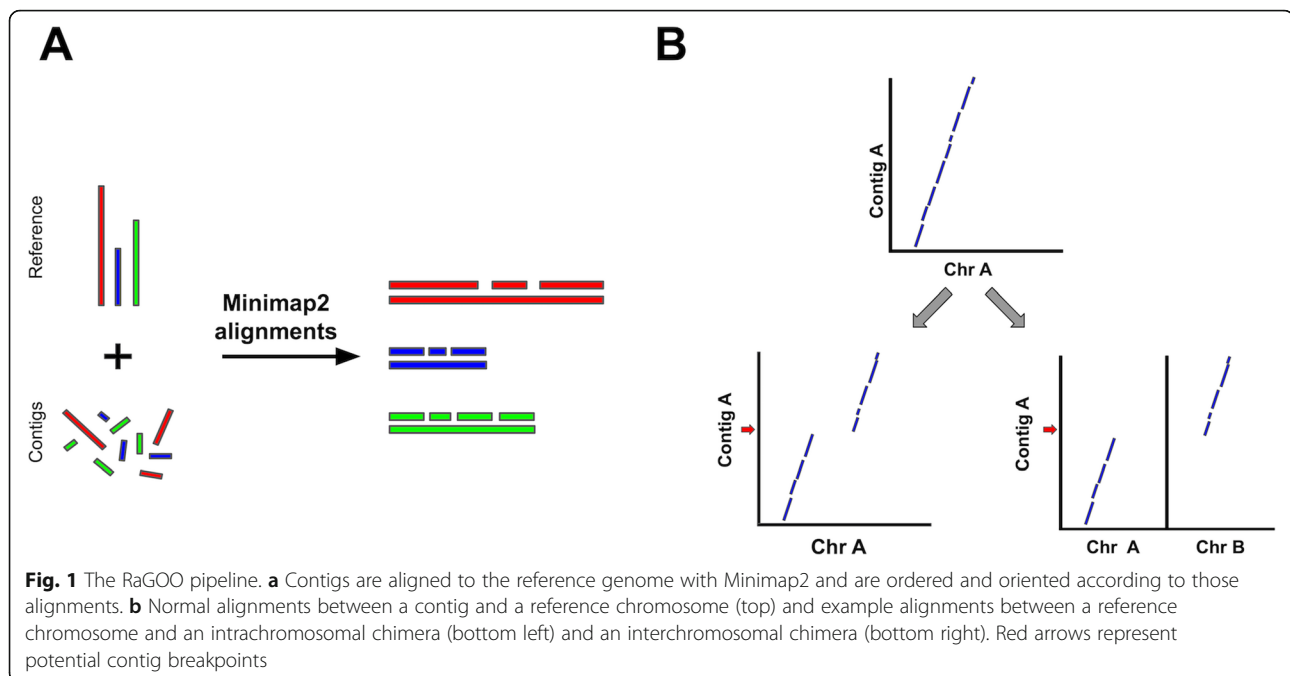 A
B
Reference
Contigs
Minimap2
alignments
Contig A
Chr A
Contig A
Chr A
Contig A
Chr A
Chr B
Fig. 1 The RaGOO pipeline. a Contigs are aligned to the reference genome with Minimap2 and are ordered and oriented according to those
alignments. b Normal alignments between a contig and a reference chromosome (top) and example alignments between a reference
chromosome and an intrachromosomal chimera (bottom left) and an interchromosomal chimera (bottom right). Red arrows represent
potential contig breakpoints